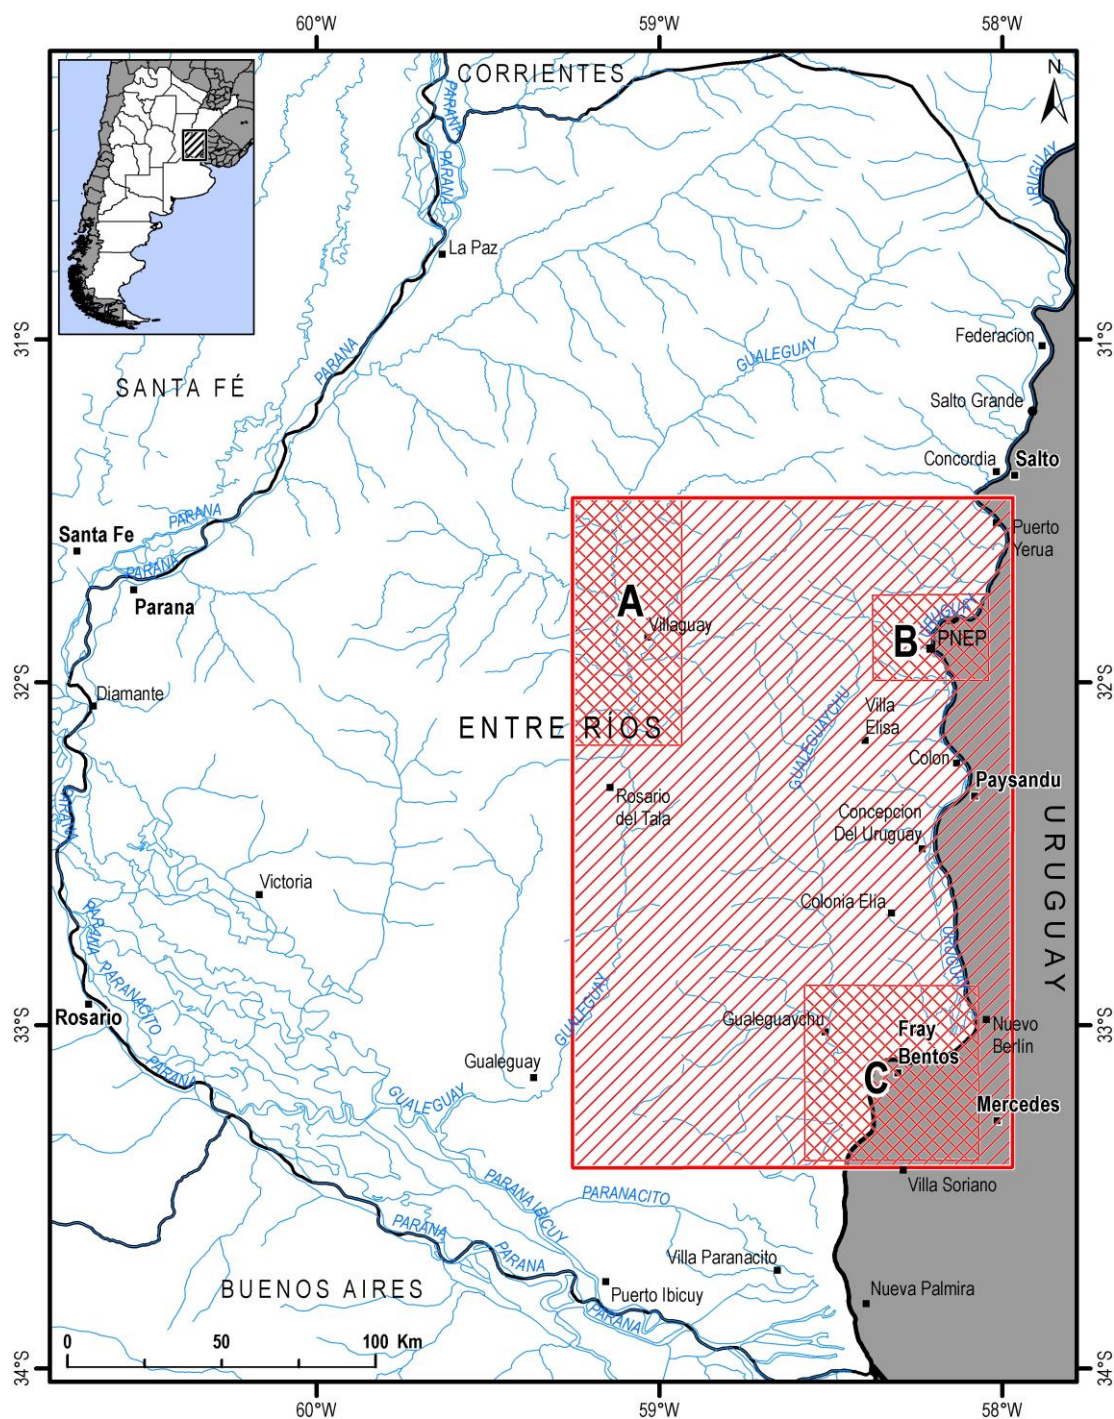 60°W
59°W
58°W
CORRIENTES
N
PARANA
PARANA
URUGUAY
La Paz
31°S
31°S
Federacion
PARANA
GUALEGUAY
SANTA FÉ
Salto Grande
Concordia
Salto
PARANA
Santa Fe
Puerto
Yerua
PARANA
Parana
A
Villaguay
URUGUAY
B
PNEP
32°S
32°S
Diamante
ENTRE RÍOS
Villa
Elisa
GUALEGUAYCHU
Colon
Paysandu
Rosario
del Tala
PARANA
Concepcion
Del Uruguay
URUGUAY
Victoria
Colonia Elia
PARANA
PARANACITO
URUGUAY
Rosario
GUALEGUAY
Gualeguaychu
Fray
Bentos
Nuevo
Berlin
33°S
33°S
PARANA
Gualeguay
GUALEGUAY
C
Mercedes
PARANA IBICUY
PARANACITO
Villa Soriano
PARANA
PARANA
Villa Paranacito
BUENOS AIRES
Puerto Ibicuy
Nueva Palmira
PARANA
0 50 100 Km
34°S
34°S
60°W
59°W
58°W